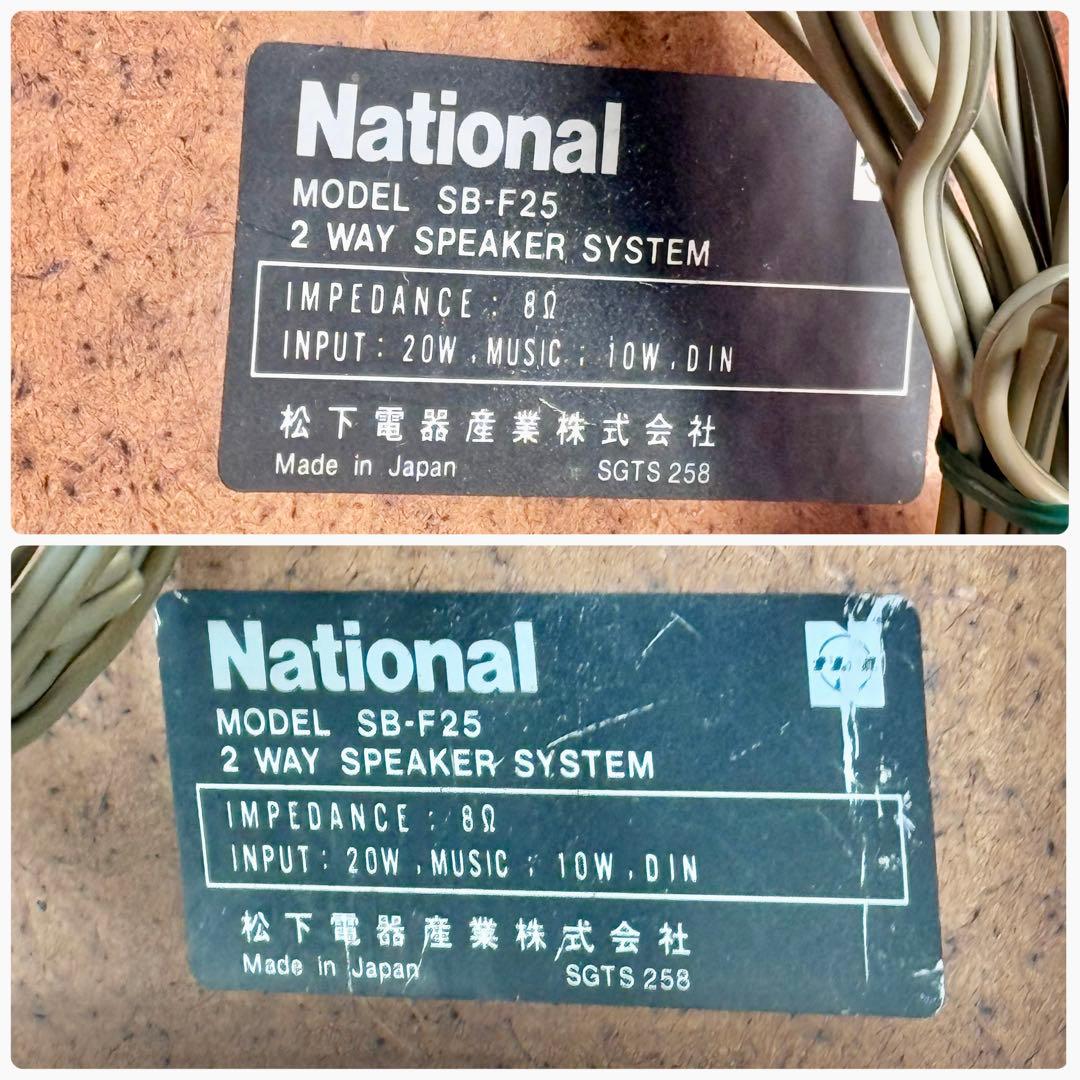 National
MODEL SB-F25
2 WAY SPEAKER SYSTEM
IMPEDANCE : 8Ω
INPUT : 20W , MUSIC ; 10W , DIN
松下電器産業株式会社
Made in Japan SGTS 258
National
MODEL SB-F25
2 WAY SPEAKER SYSTEM
IMPEDANCE : 8Ω
INPUT : 20W , MUSIC ; 10W , DIN
松下電器産業株式会社
Made in Japan SGTS 258